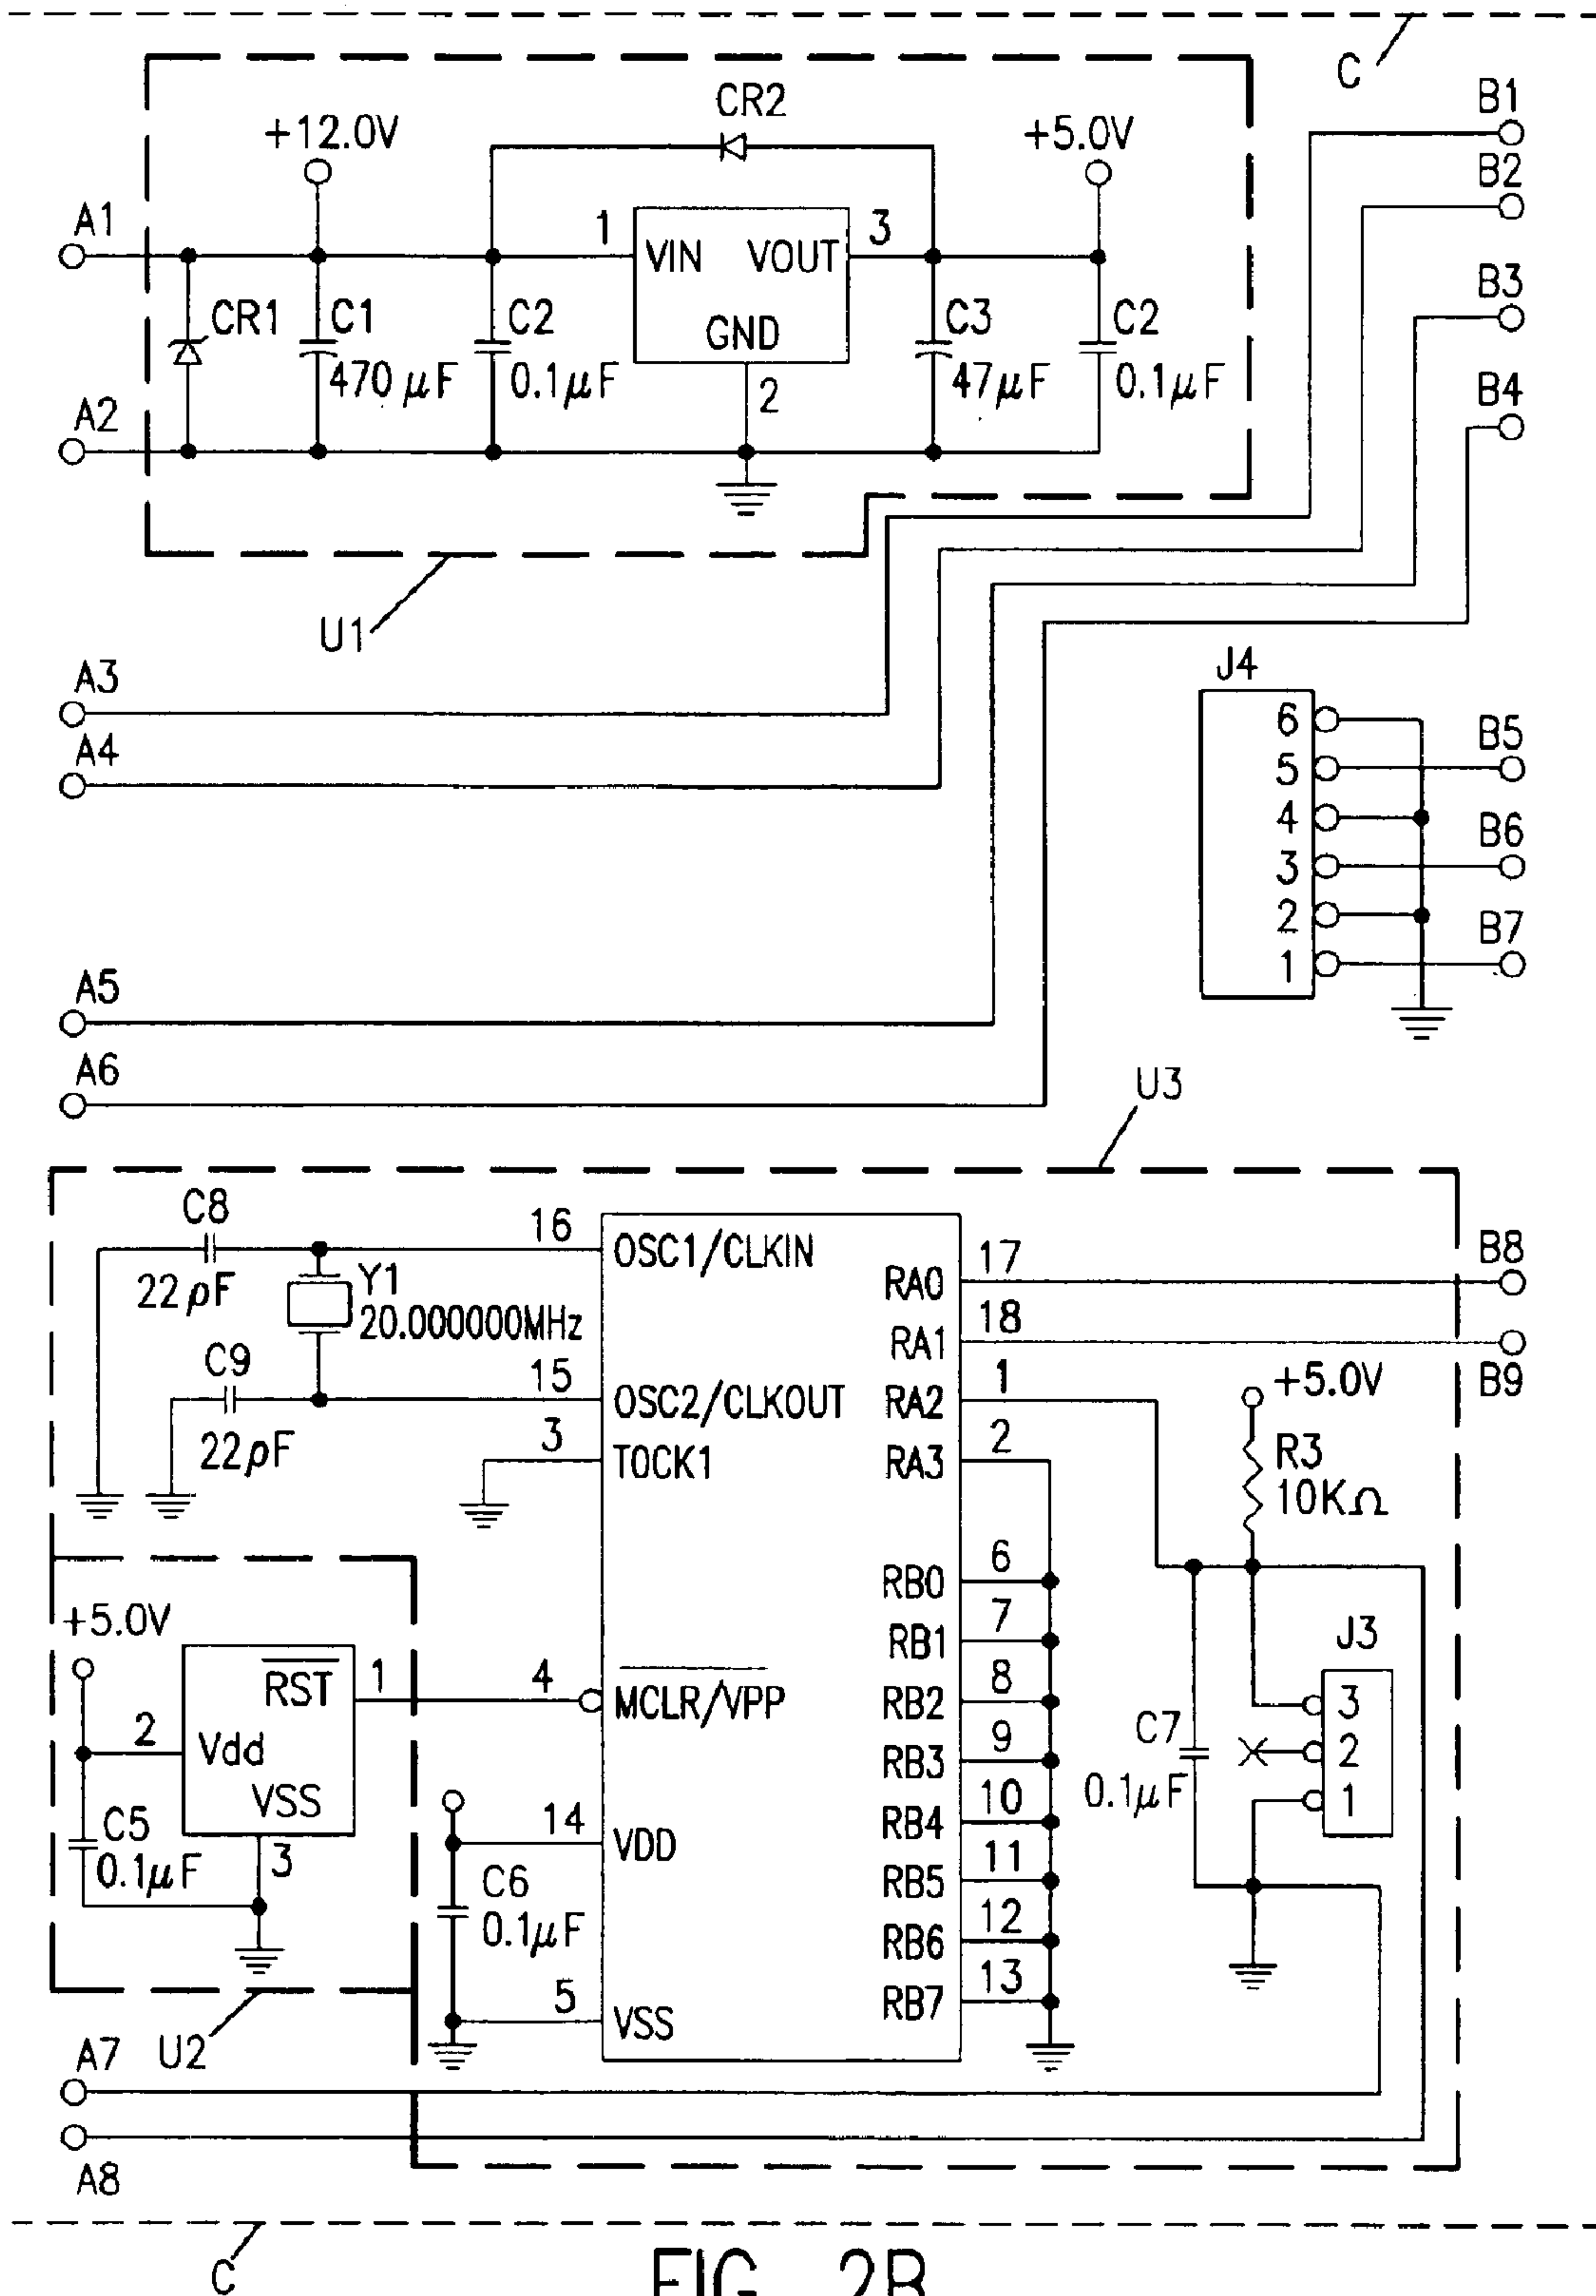 C
B1
CR2
+12.0V
+5.0V
B2
A1
1
3
VIN
VOUT
B3
CR1
C1
C2
GND
C3
C2
470 μF
0.1μF
2
47μF
0.1μF
B4
A2
U1
J4
A3
6
B5
A4
5
4
B6
3
2
B7
1
A5
A6
U3
C8
16
OSC1/CLKIN
17
B8
22pF
Y1
RA0
20.000000MHz
18
RA1
C9
15
1
+5.0V
B9
OSC2/CLKOUT
RA2
22pF
3
2
R3
TOCK1
RA3
10KΩ
6
RB0
+5.0V
7
J3
RB1
RST
1
4
8
MCLR/VPP
RB2
3
2
9
C7
2
Vdd
RB3
0.1μF
VSS
10
1
C5
14
RB4
0.1μF
3
VDD
11
C6
RB5
0.1μF
12
RB6
5
13
VSS
RB7
A7
U2
A8
C
FIG. 2B